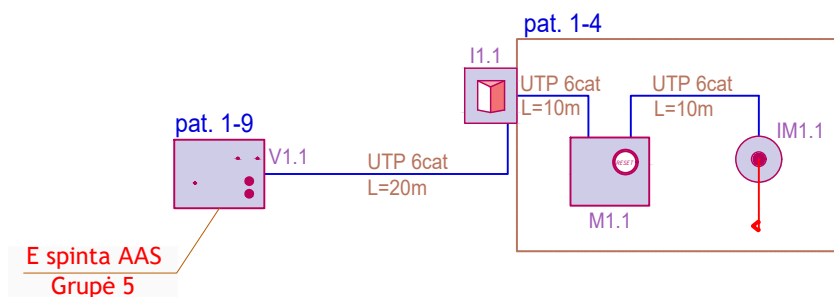 pat. 1-4
I1.1
UTP 6cat
L=10m
UTP 6cat
L=10m
IM1.1
RESET
M1.1
pat. 1-9
V1.1
UTP 6cat
L=20m
E spinta AAS
Grupė 5